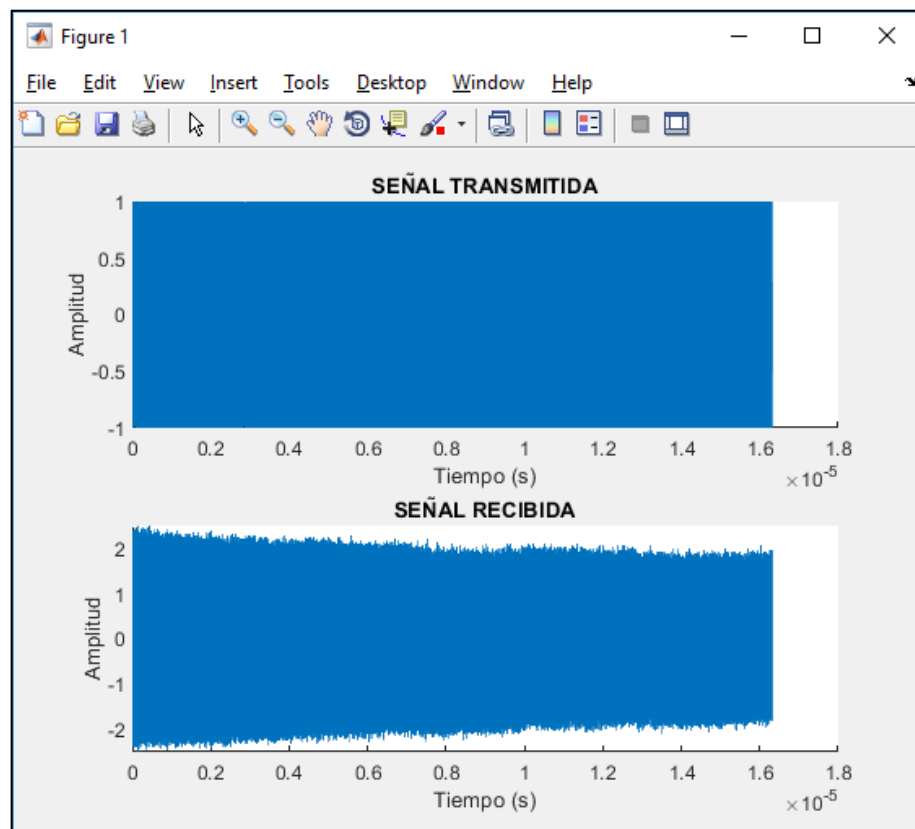 Figure 1
File Edit View Insert Tools Desktop Window Help
SEÑAL TRANSMITIDA
1
0.5
0
-0.5
-1
Amplitud
0 0.2 0.4 0.6 0.8 1 1.2 1.4 1.6 1.8
Tiempo (s)
×10-5
SEÑAL RECIBIDA
2
1
0
-1
-2
Amplitud
0 0.2 0.4 0.6 0.8 1 1.2 1.4 1.6 1.8
Tiempo (s)
×10-5